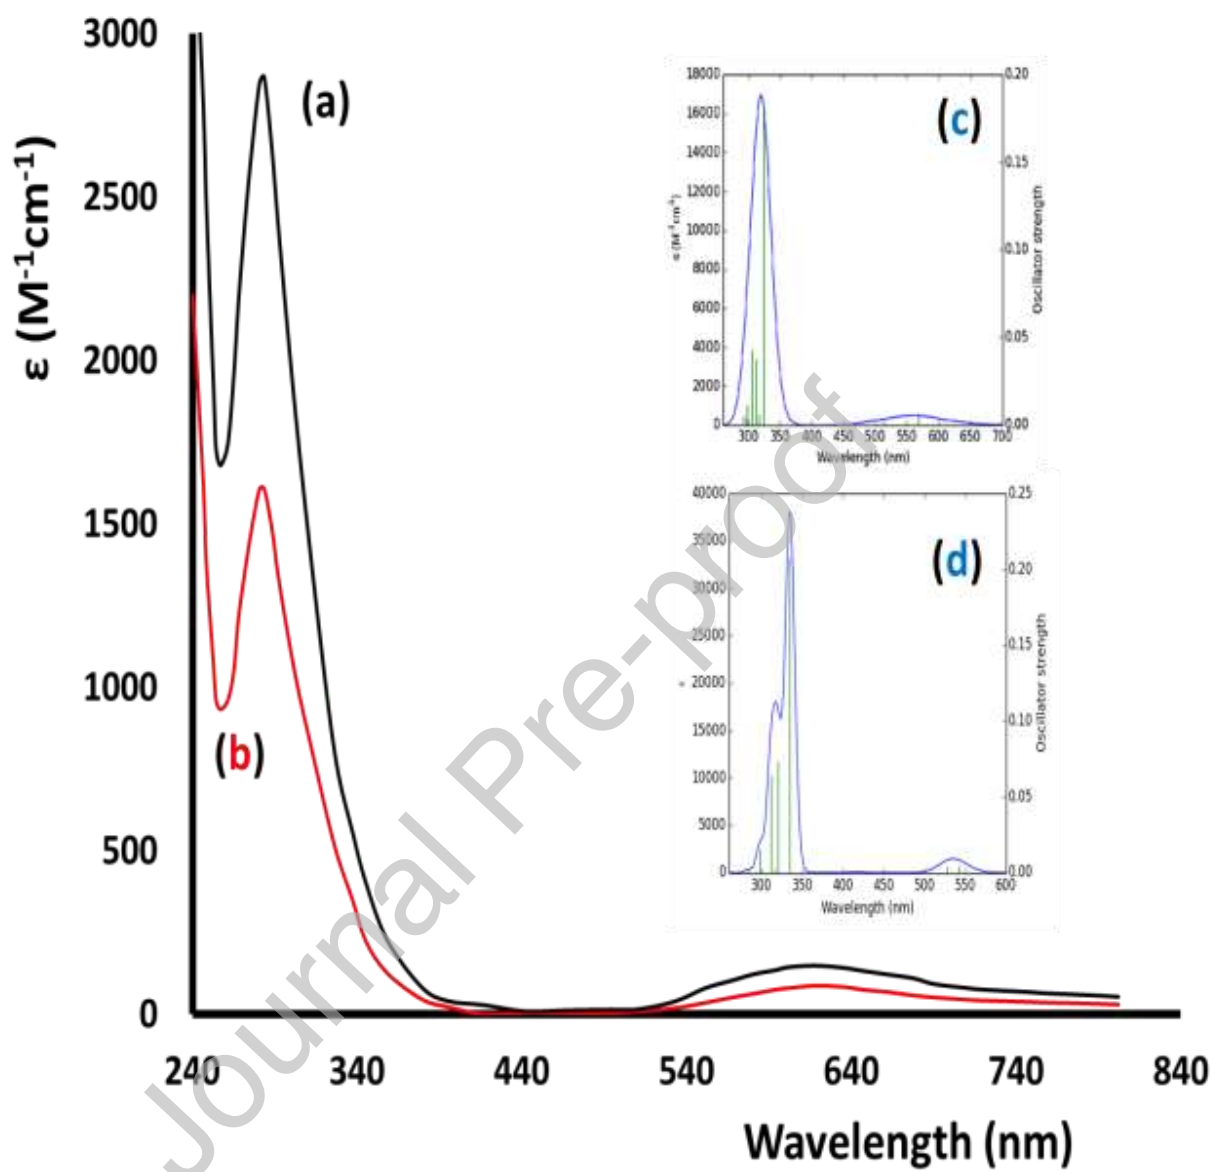 3000
2500
2000
1500
1000
500
0
ε (M⁻¹cm⁻¹)
240 340 440 540 640 740 840
Wavelength (nm)
(a)
(b)
(c)
18000
16000
14000
12000
10000
8000
6000
4000
2000
0
ε (M⁻¹cm⁻¹)
0.20
0.15
0.10
0.05
0.00
Oscillator strength
300 350 400 450 500 550 600 650 700
Wavelength (nm)
(d)
40000
35000
30000
25000
20000
15000
10000
5000
0
0.25
0.20
0.15
0.10
0.05
0.00
Oscillator strength
300 350 400 450 500 550 600
Wavelength (nm)
Journal Pre-proof